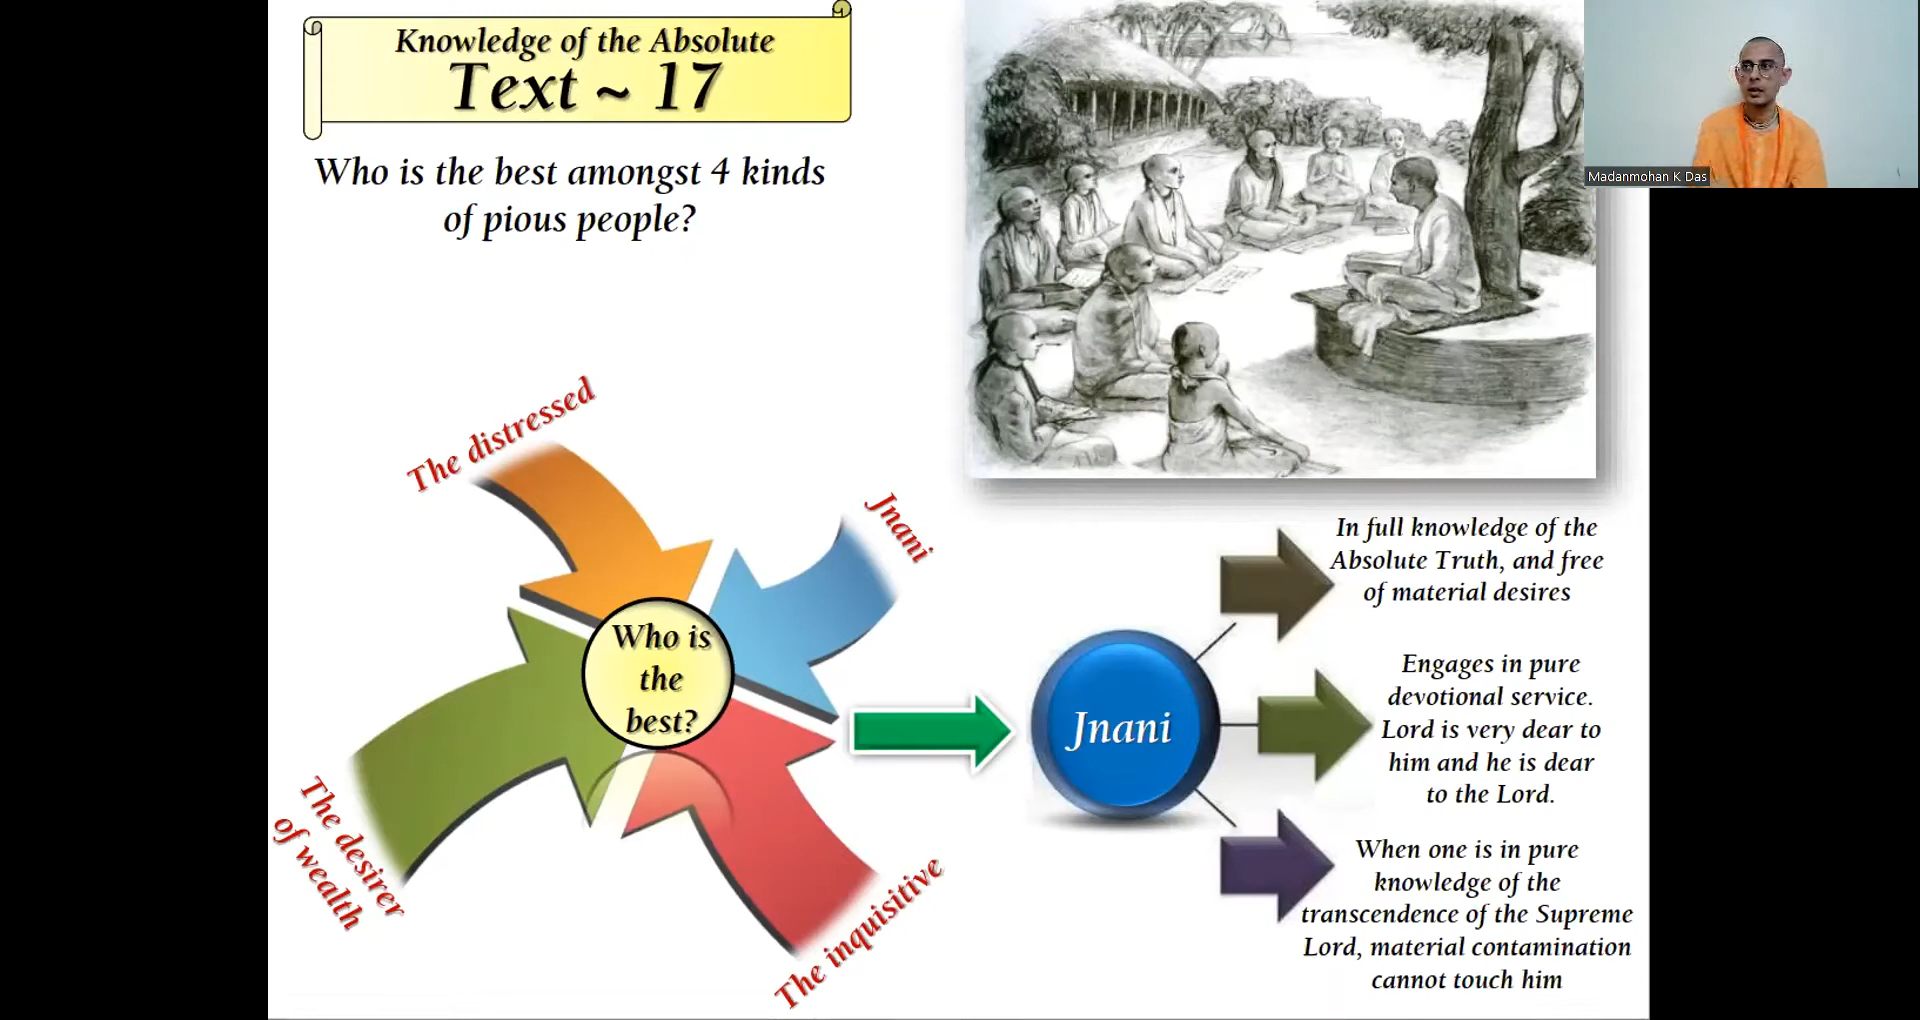 Knowledge of the Absolute
Text ~ 17
Who is the best amongst 4 kinds
of pious people?
Madanmohan K Das
The distressed
Jnani
Who is
the
best?
The desirer
of wealth
The inquisitive
Jnani
In full knowledge of the
Absolute Truth, and free
of material desires
Engages in pure
devotional service.
Lord is very dear to
him and he is dear
to the Lord.
When one is in pure
knowledge of the
transcendence of the Supreme
Lord, material contamination
cannot touch him